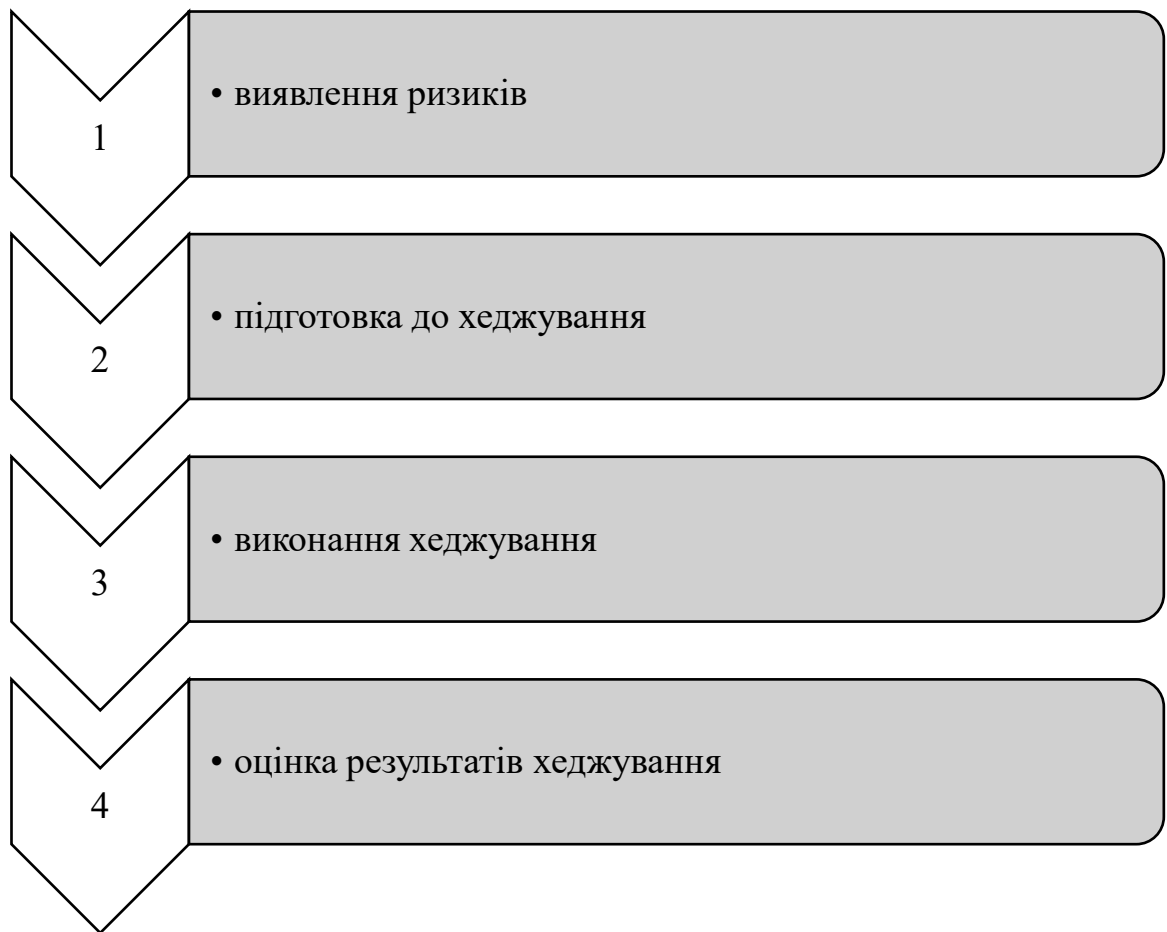 1
• виявлення ризиків
2
• підготовка до хеджування
3
• виконання хеджування
4
• оцінка результатів хеджування